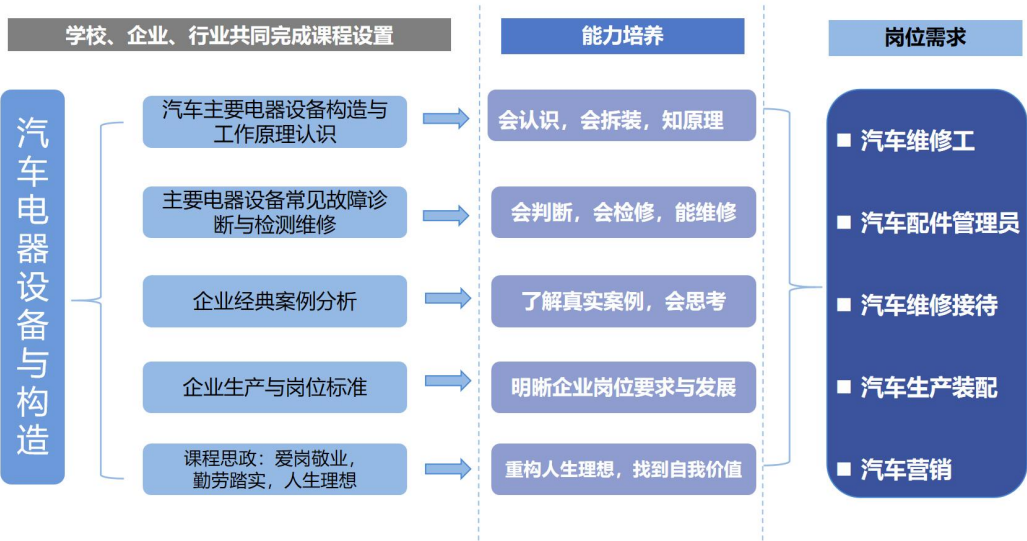 学校、企业、行业共同完成课程设置
能力培养
岗位需求
汽车电器设备与构造
汽车主要电器设备构造与
工作原理认识
会认识，会拆装，知原理
主要电器设备常见故障诊
断与检测维修
会判断，会检修，能维修
企业经典案例分析
了解真实案例，会思考
企业生产与岗位标准
明晰企业岗位要求与发展
课程思政：爱岗敬业，
勤劳踏实，人生理想
重构人生理想，找到自我价值
■ 汽车维修工
■ 汽车配件管理员
■ 汽车维修接待
■ 汽车生产装配
■ 汽车营销